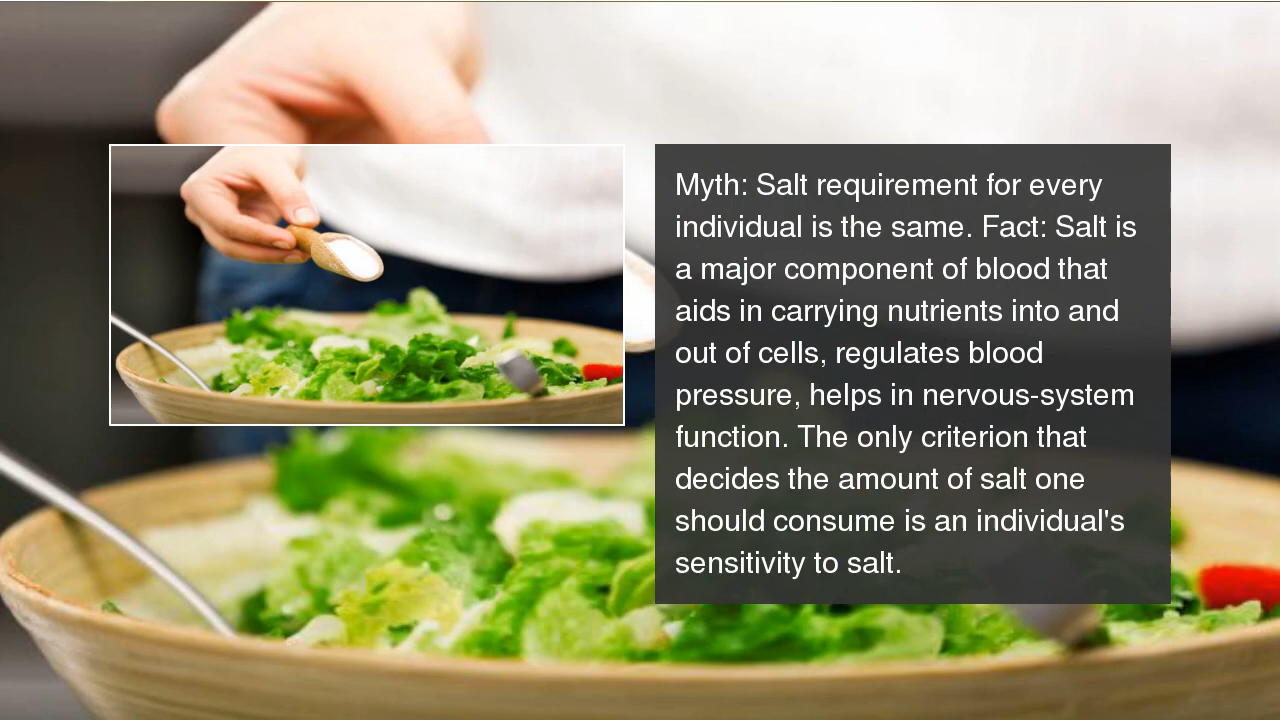 Myth: Salt requirement for every
individual is the same. Fact: Salt is
a major component of blood that
aids in carrying nutrients into and
out of cells, regulates blood
pressure, helps in nervous-system
function. The only criterion that
decides the amount of salt one
should consume is an individual's
sensitivity to salt.